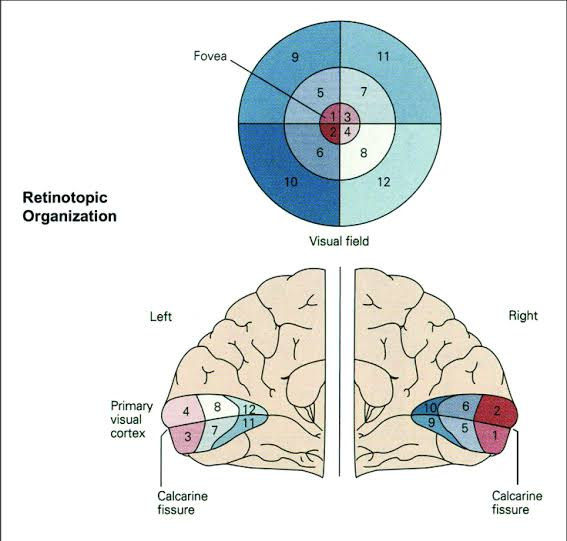 9 11
Fovea
5 7
1 3
2 4
6 8
10 12
Retinotopic
Organization
Visual field
Left Right
Primary
visual
cortex
4 8 12
3 7 11
10 6 2
9 5 1
Calcarine
fissure
Calcarine
fissure